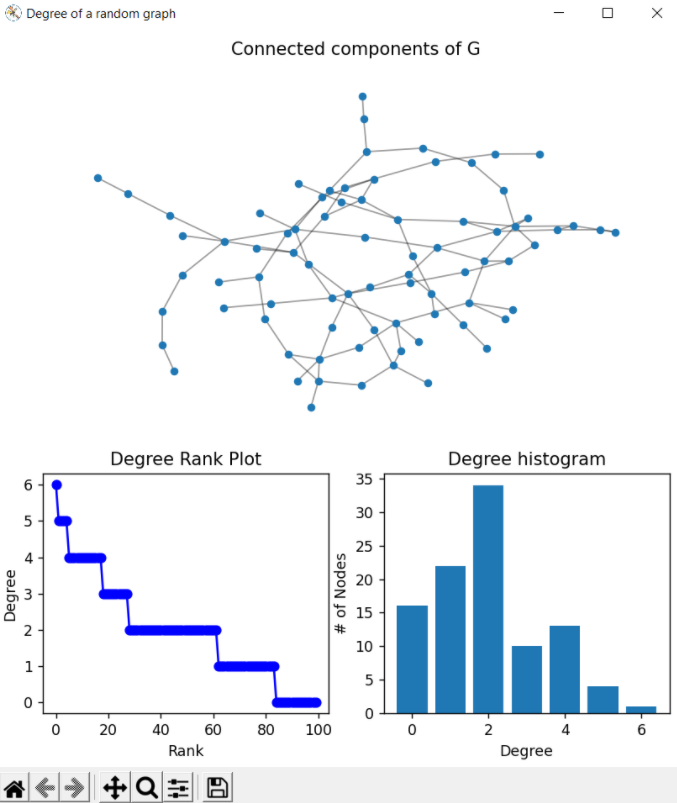 Degree of a random graph
Connected components of G
Degree Rank Plot
Degree
6
5
4
3
2
1
0
0 20 40 60 80 100
Rank
Degree histogram
# of Nodes
35
30
25
20
15
10
5
0
0 2 4 6
Degree